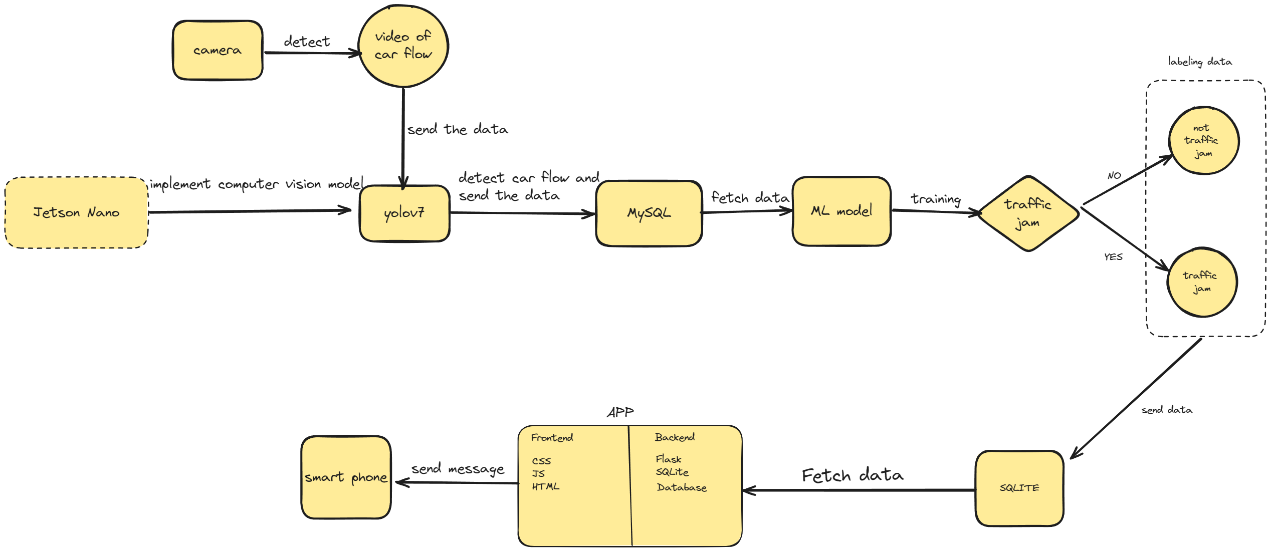 camera
detect
video of
car flow
send the data
labeling data
not
traffic
jam
NO
Jetson Nano
implement computer vision model
yolov7
detect car flow and
send the data
MySQL
fetch data
ML model
training
traffic
jam
YES
traffic
jam
send data
APP
Frontend
CSS
JS
HTML
Backend
Flask
SQLite
Database
smart phone
send message
Fetch data
SQLITE